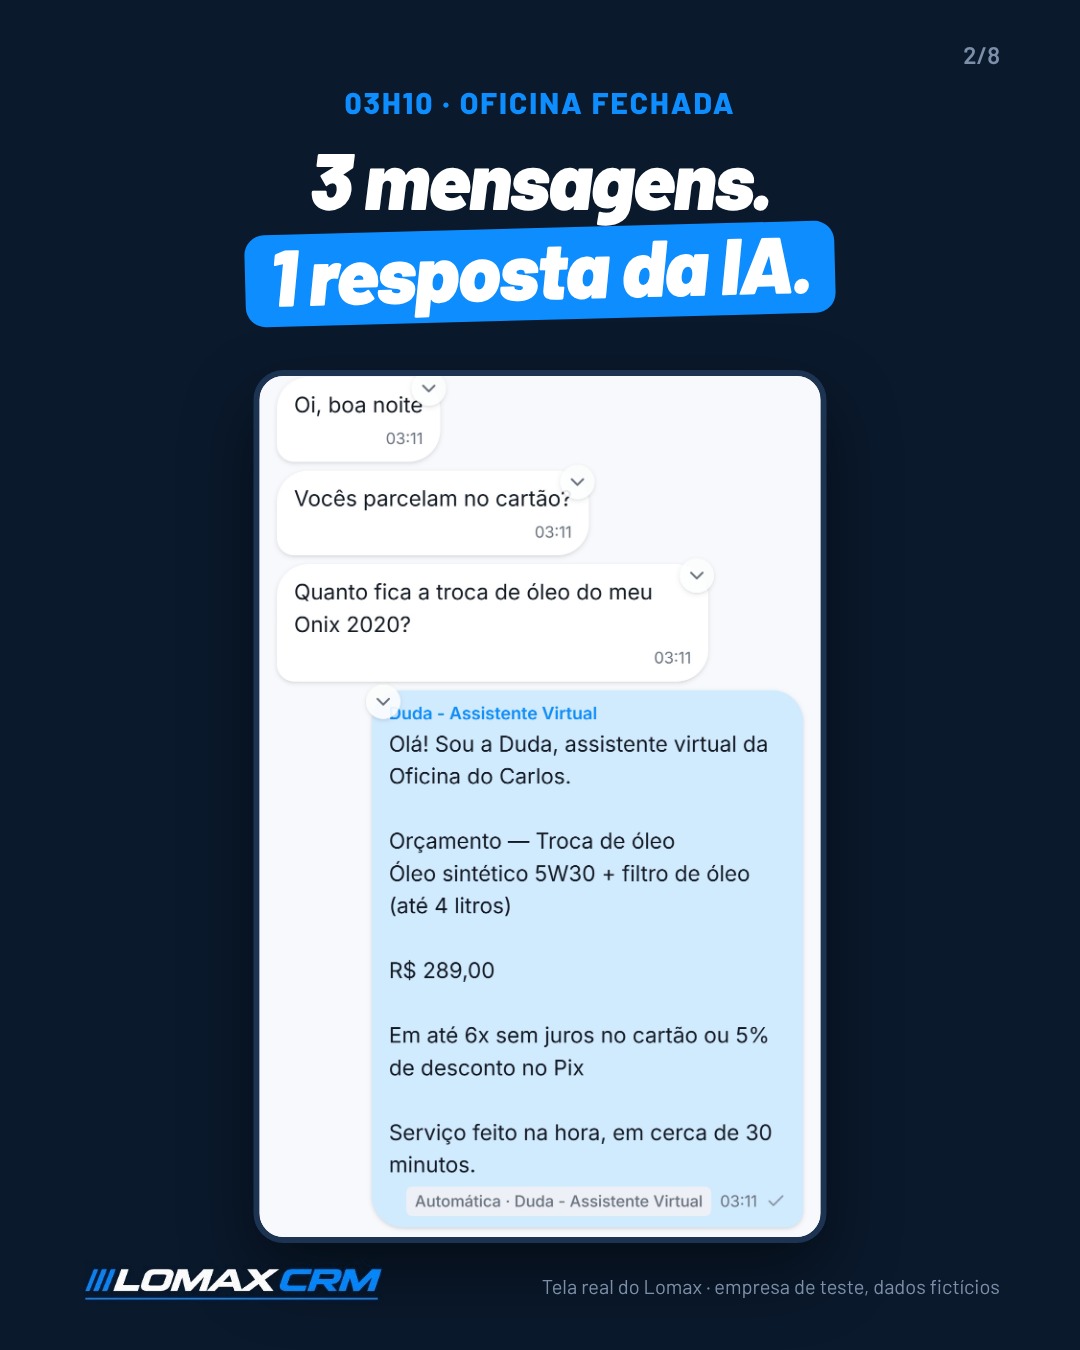 2/8
03H10 · OFICINA FECHADA
3 mensagens.
1 resposta da IA.
Oi, boa noite
03:11
Vocês parcelam no cartão?
03:11
Quanto fica a troca de óleo do meu
Onix 2020?
03:11
Duda - Assistente Virtual
Olá! Sou a Duda, assistente virtual da
Oficina do Carlos.
Orçamento — Troca de óleo
Óleo sintético 5W30 + filtro de óleo
(até 4 litros)
R$ 289,00
Em até 6x sem juros no cartão ou 5%
de desconto no Pix
Serviço feito na hora, em cerca de 30
minutos.
Automática · Duda - Assistente Virtual 03:11
LOMAX CRM
Tela real do Lomax · empresa de teste, dados fictícios